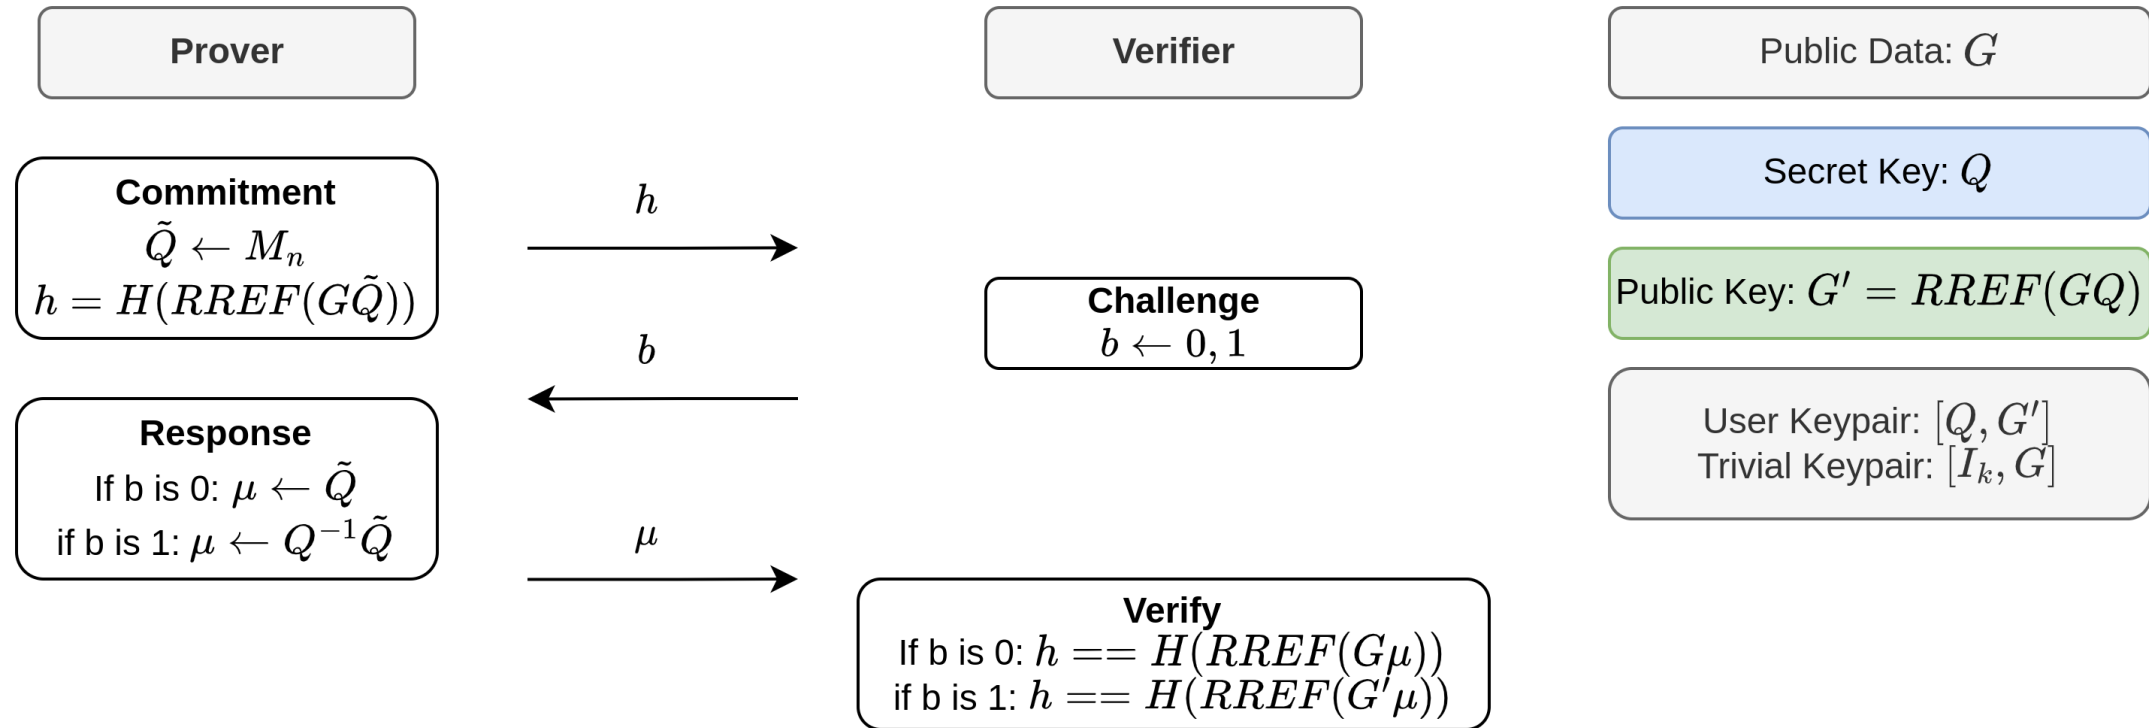 Prover
Verifier
Public Data: G
Secret Key: Q
Public Key: G′ = RREF(GQ)
User Keypair: [Q, G′]
Trivial Keypair: [I_k, G]
Commitment
Q̃ ← M_n
h = H(RREF(GQ̃))
h
Challenge
b ← 0, 1
b
Response
If b is 0: μ ← Q̃
if b is 1: μ ← Q⁻¹Q̃
μ
Verify
If b is 0: h == H(RREF(Gμ))
if b is 1: h == H(RREF(G′μ))